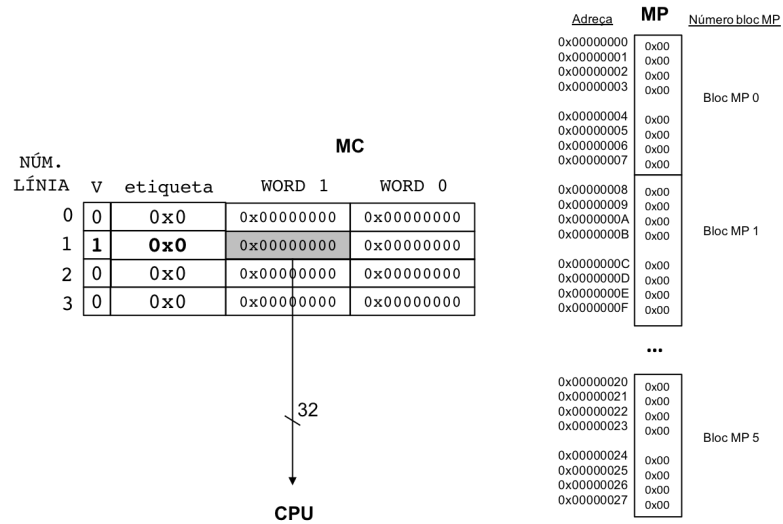 MC
NÚM.
LÍNIA V etiqueta WORD 1 WORD 0
0 0 0x0 0x00000000 0x00000000
1 1 0x0 0x00000000 0x00000000
2 0 0x0 0x00000000 0x00000000
3 0 0x0 0x00000000 0x00000000
32
CPU
Adreça MP Número bloc MP
0x00000000 0x00
0x00000001 0x00
0x00000002 0x00
0x00000003 0x00
Bloc MP 0
0x00000004 0x00
0x00000005 0x00
0x00000006 0x00
0x00000007 0x00
0x00000008 0x00
0x00000009 0x00
0x0000000A 0x00
0x0000000B 0x00
Bloc MP 1
0x0000000C 0x00
0x0000000D 0x00
0x0000000E 0x00
0x0000000F 0x00
...
0x00000020 0x00
0x00000021 0x00
0x00000022 0x00
0x00000023 0x00
Bloc MP 5
0x00000024 0x00
0x00000025 0x00
0x00000026 0x00
0x00000027 0x00